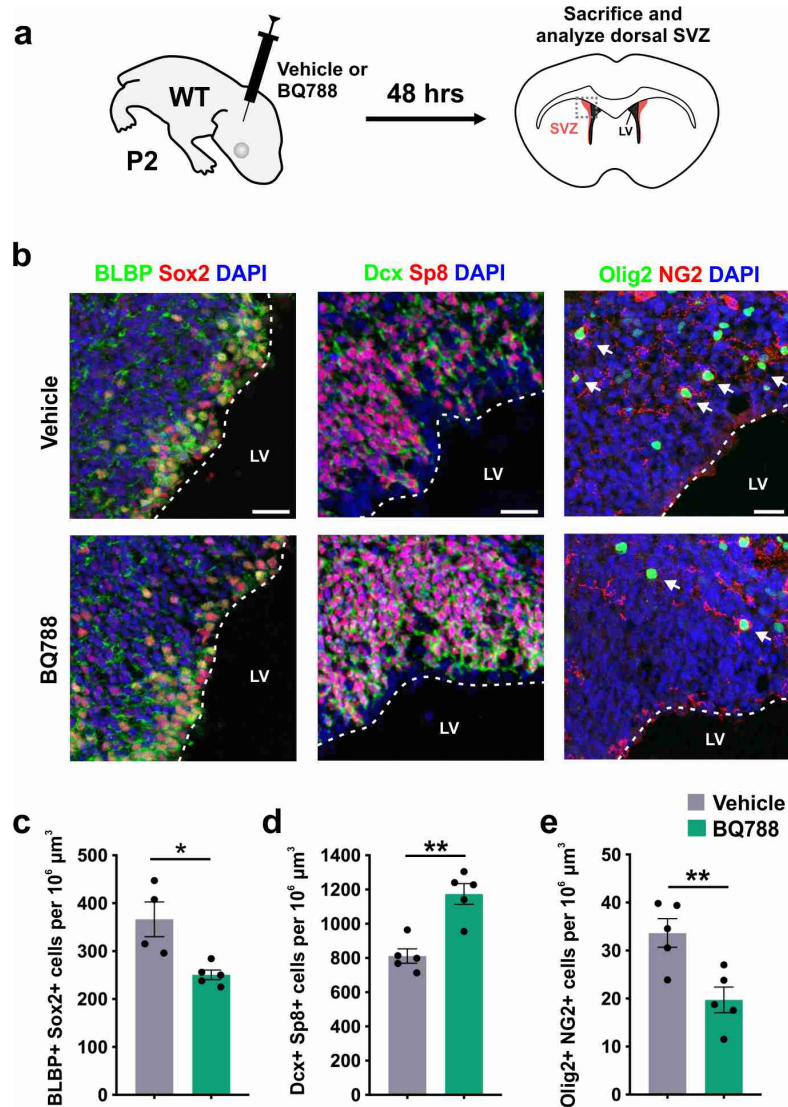 a
WT
P2
Vehicle or
BQ788
48 hrs
Sacrifice and
analyze dorsal SVZ
SVZ
LV
b
BLBP Sox2 DAPI
Dcx Sp8 DAPI
Olig2 NG2 DAPI
Vehicle
LV
LV
LV
BQ788
LV
LV
LV
Vehicle
BQ788
c
BLBP+ Sox2+ cells per 10⁶ µm³
500
400
300
200
100
0
*
d
Dcx+ Sp8+ cells per 10⁶ µm³
1400
1200
1000
800
600
400
200
0
**
e
Olig2+ NG2+ cells per 10⁶ µm³
50
40
30
20
10
0
**